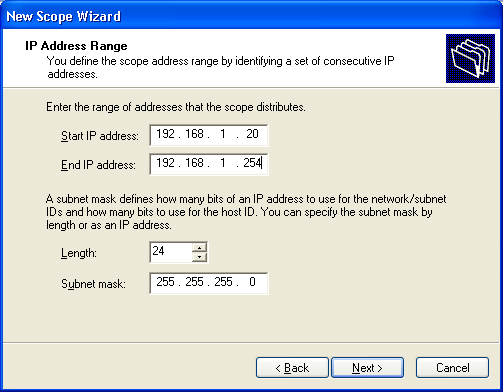 New Scope Wizard
IP Address Range
You define the scope address range by identifying a set of consecutive IP
addresses.
Enter the range of addresses that the scope distributes.
Start IP address: 192 . 168 . 1 . 20
End IP address: 192 . 168 . 1 . 254
A subnet mask defines how many bits of an IP address to use for the network/subnet
IDs and how many bits to use for the host ID. You can specify the subnet mask by
length or as an IP address.
Length: 24
Subnet mask: 255 . 255 . 255 . 0
< Back Next > Cancel